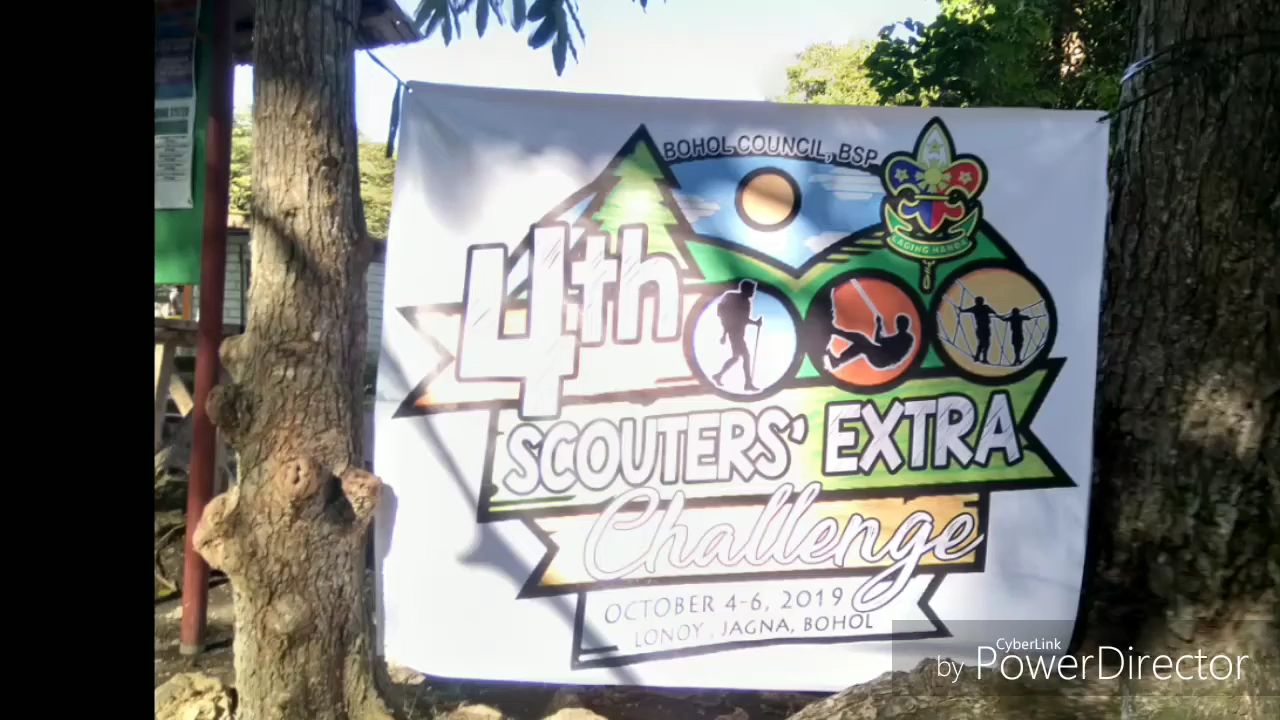 BOHOL COUNCIL, BSP
LAGING HANDA
4th
SCOUTERS' EXTRA
Challenge
OCTOBER 4-6, 2019
LONOY , JAGNA, BOHOL
CyberLink
by PowerDirector